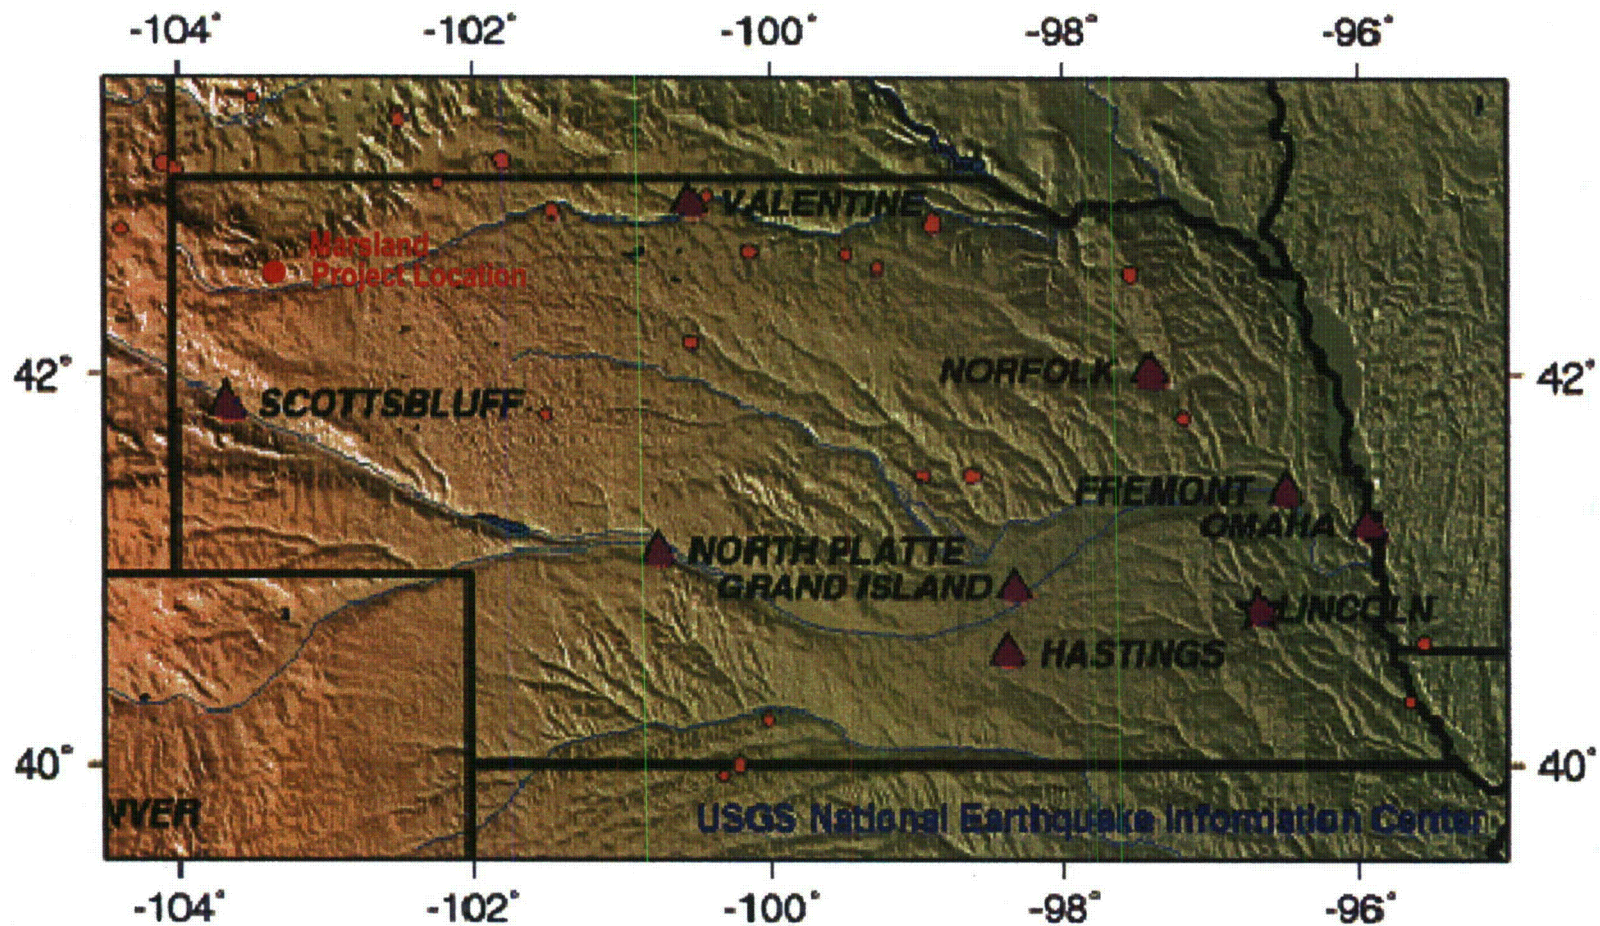 -104° -102° -100° -98° -96°
VALENTINE
Marsland
Project Location
42° 42°
NORFOLK
SCOTTSBLUFF
FREMONT
OMAHA
NORTH PLATTE
GRAND ISLAND
LINCOLN
HASTINGS
40° 40°
NVER
USGS National Earthquake Information Center
-104° -102° -100° -98° -96°